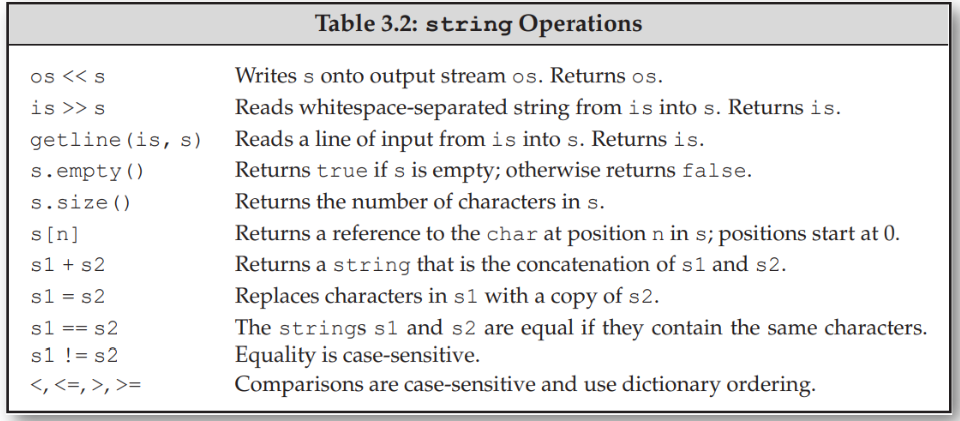 Table 3.2: string Operations
os << s Writes s onto output stream os. Returns os.
is >> s Reads whitespace-separated string from is into s. Returns is.
getline(is, s) Reads a line of input from is into s. Returns is.
s.empty() Returns true if s is empty; otherwise returns false.
s.size() Returns the number of characters in s.
s[n] Returns a reference to the char at position n in s; positions start at 0.
s1 + s2 Returns a string that is the concatenation of s1 and s2.
s1 = s2 Replaces characters in s1 with a copy of s2.
s1 == s2 The strings s1 and s2 are equal if they contain the same characters.
s1 != s2 Equality is case-sensitive.
<, <=, >, >= Comparisons are case-sensitive and use dictionary ordering.